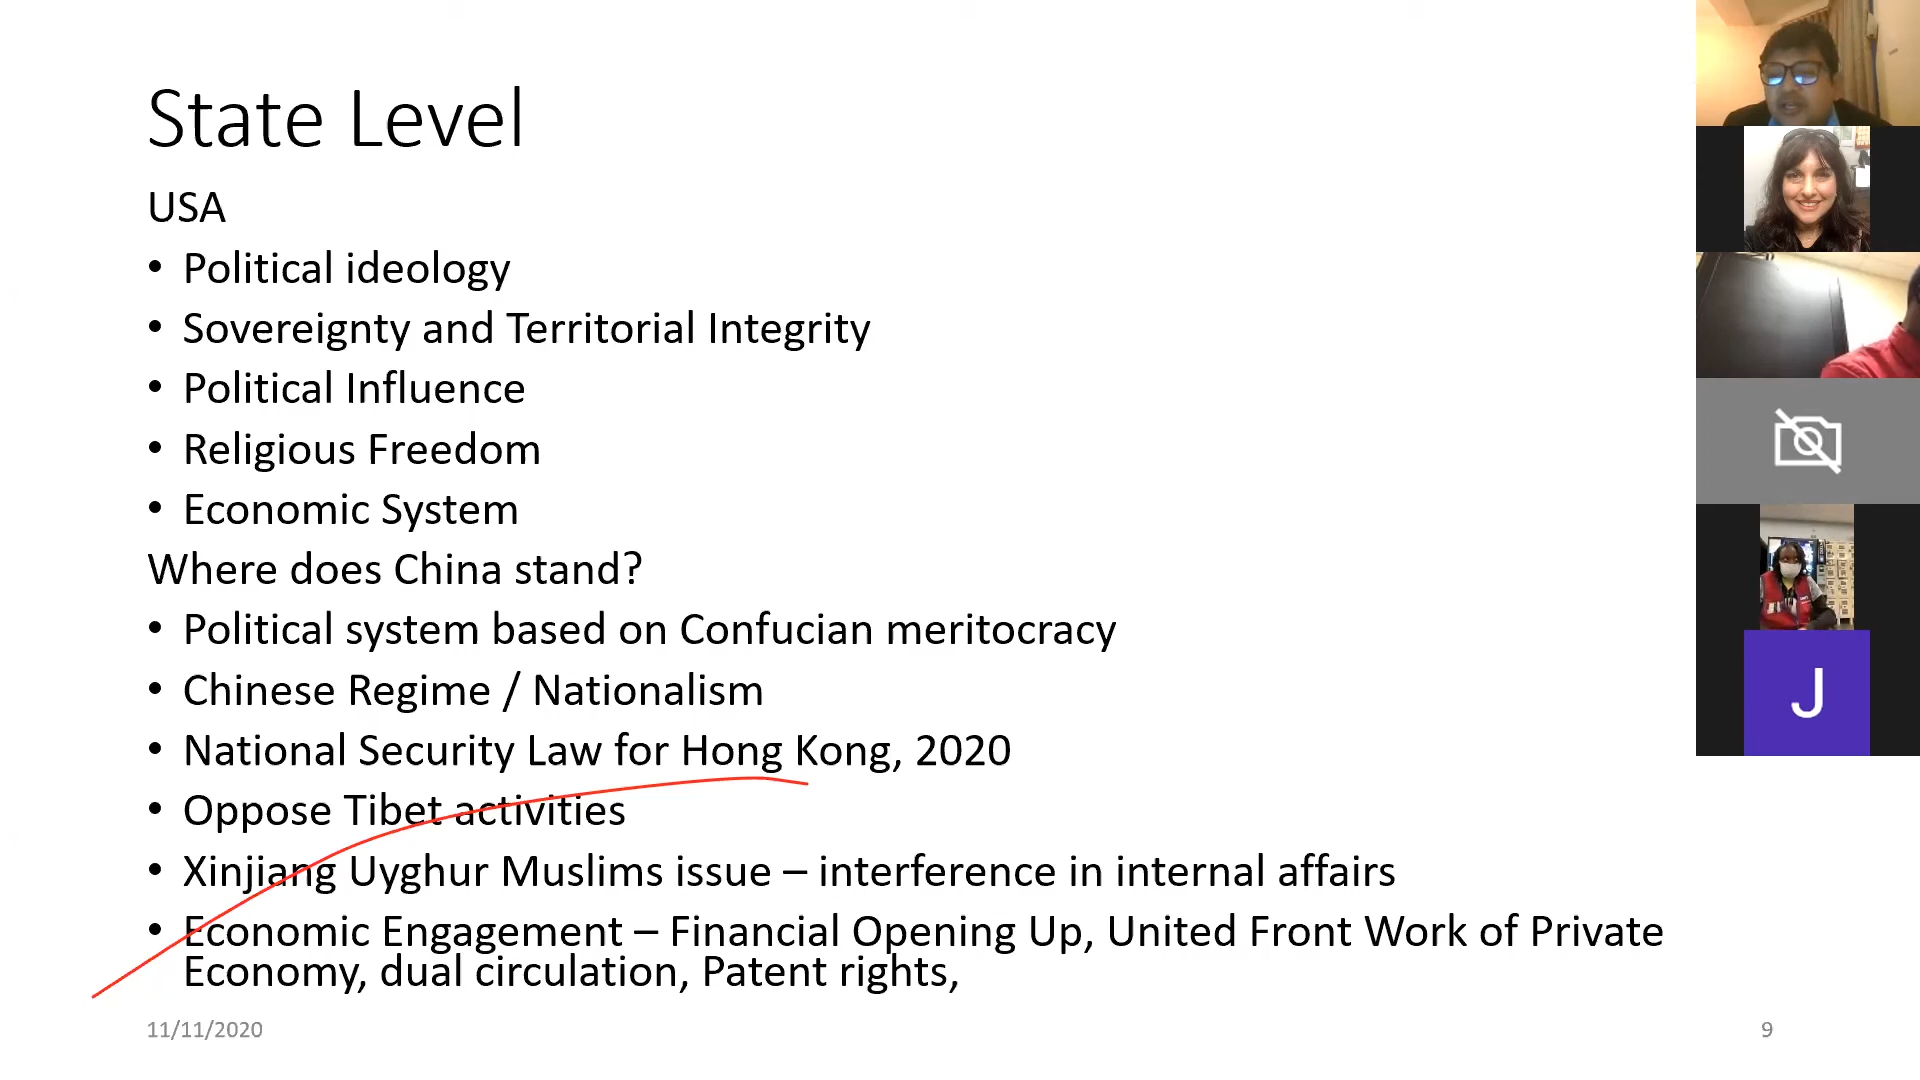 State Level
USA
• Political ideology
• Sovereignty and Territorial Integrity
• Political Influence
• Religious Freedom
• Economic System
Where does China stand?
• Political system based on Confucian meritocracy
• Chinese Regime / Nationalism
• National Security Law for Hong Kong, 2020
• Oppose Tibet activities
• Xinjiang Uyghur Muslims issue – interference in internal affairs
• Economic Engagement – Financial Opening Up, United Front Work of Private
Economy, dual circulation, Patent rights,
11/11/2020
9
J